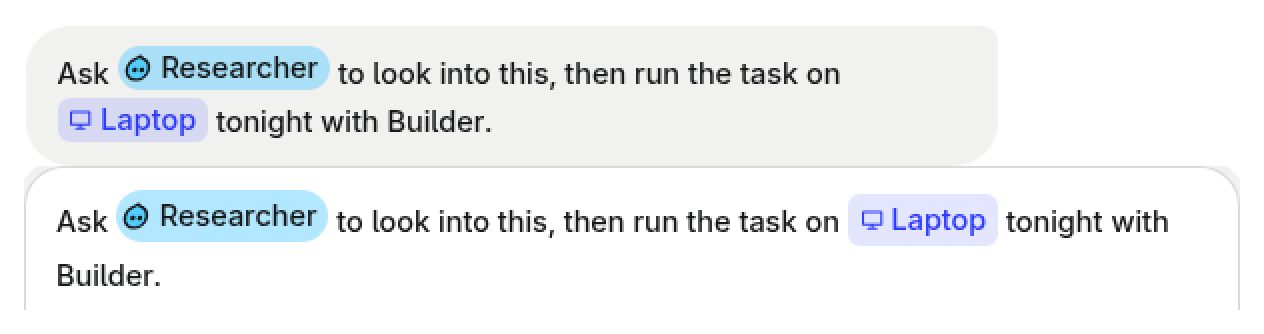 Ask Researcher to look into this, then run the task on
Laptop tonight with Builder.
Ask Researcher to look into this, then run the task on Laptop tonight with
Builder.